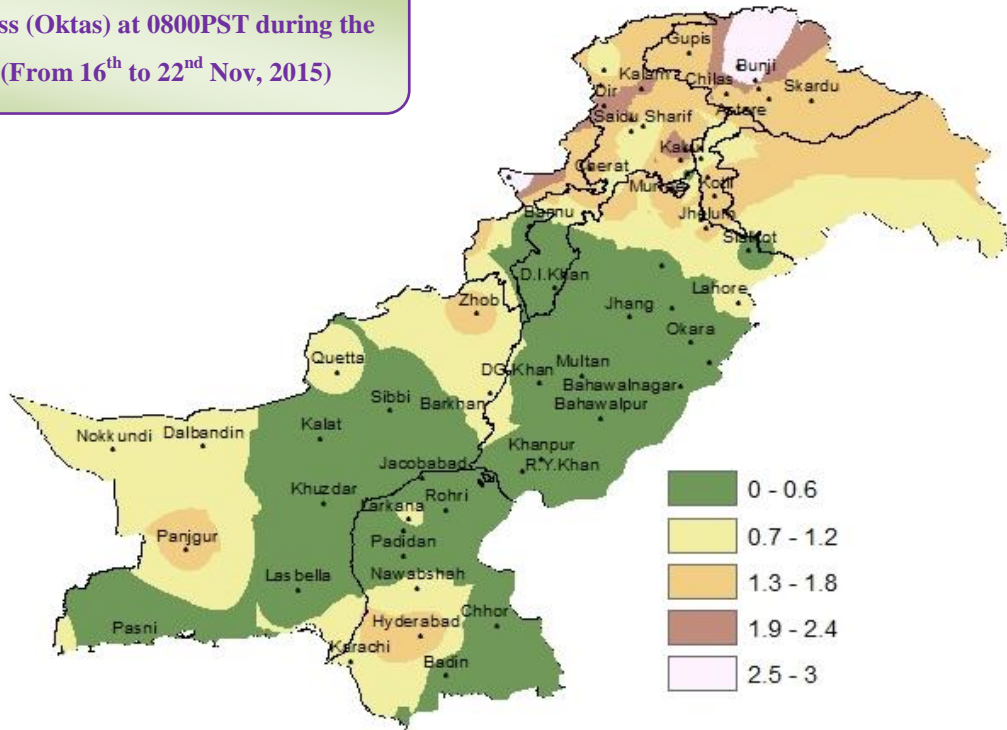 ss (Oktas) at 0800PST during the
(From 16th to 22nd Nov, 2015)
Gupis
Bunji
Kalam
Chilas
Skardu
Dir
Astore
Saidu Sharif
Kakul
Cherat
Murree
Kotli
Bannu
Jhelum
Sialkot
D.I.Khan
Lahore
Zhob
Jhang
Okara
Quetta
DG.Khan
Multan
Bahawalnagar
Sibbi
Barkhan
Bahawalpur
Nokkundi
Dalbandin
Kalat
Khanpur
Jacobabad
R.Y.Khan
Khuzdar
Rohri
Larkana
Panjgur
Padidan
Lasbella
Nawabshah
Chhor
Pasni
Hyderabad
Karachi
Badin
0 - 0.6
0.7 - 1.2
1.3 - 1.8
1.9 - 2.4
2.5 - 3